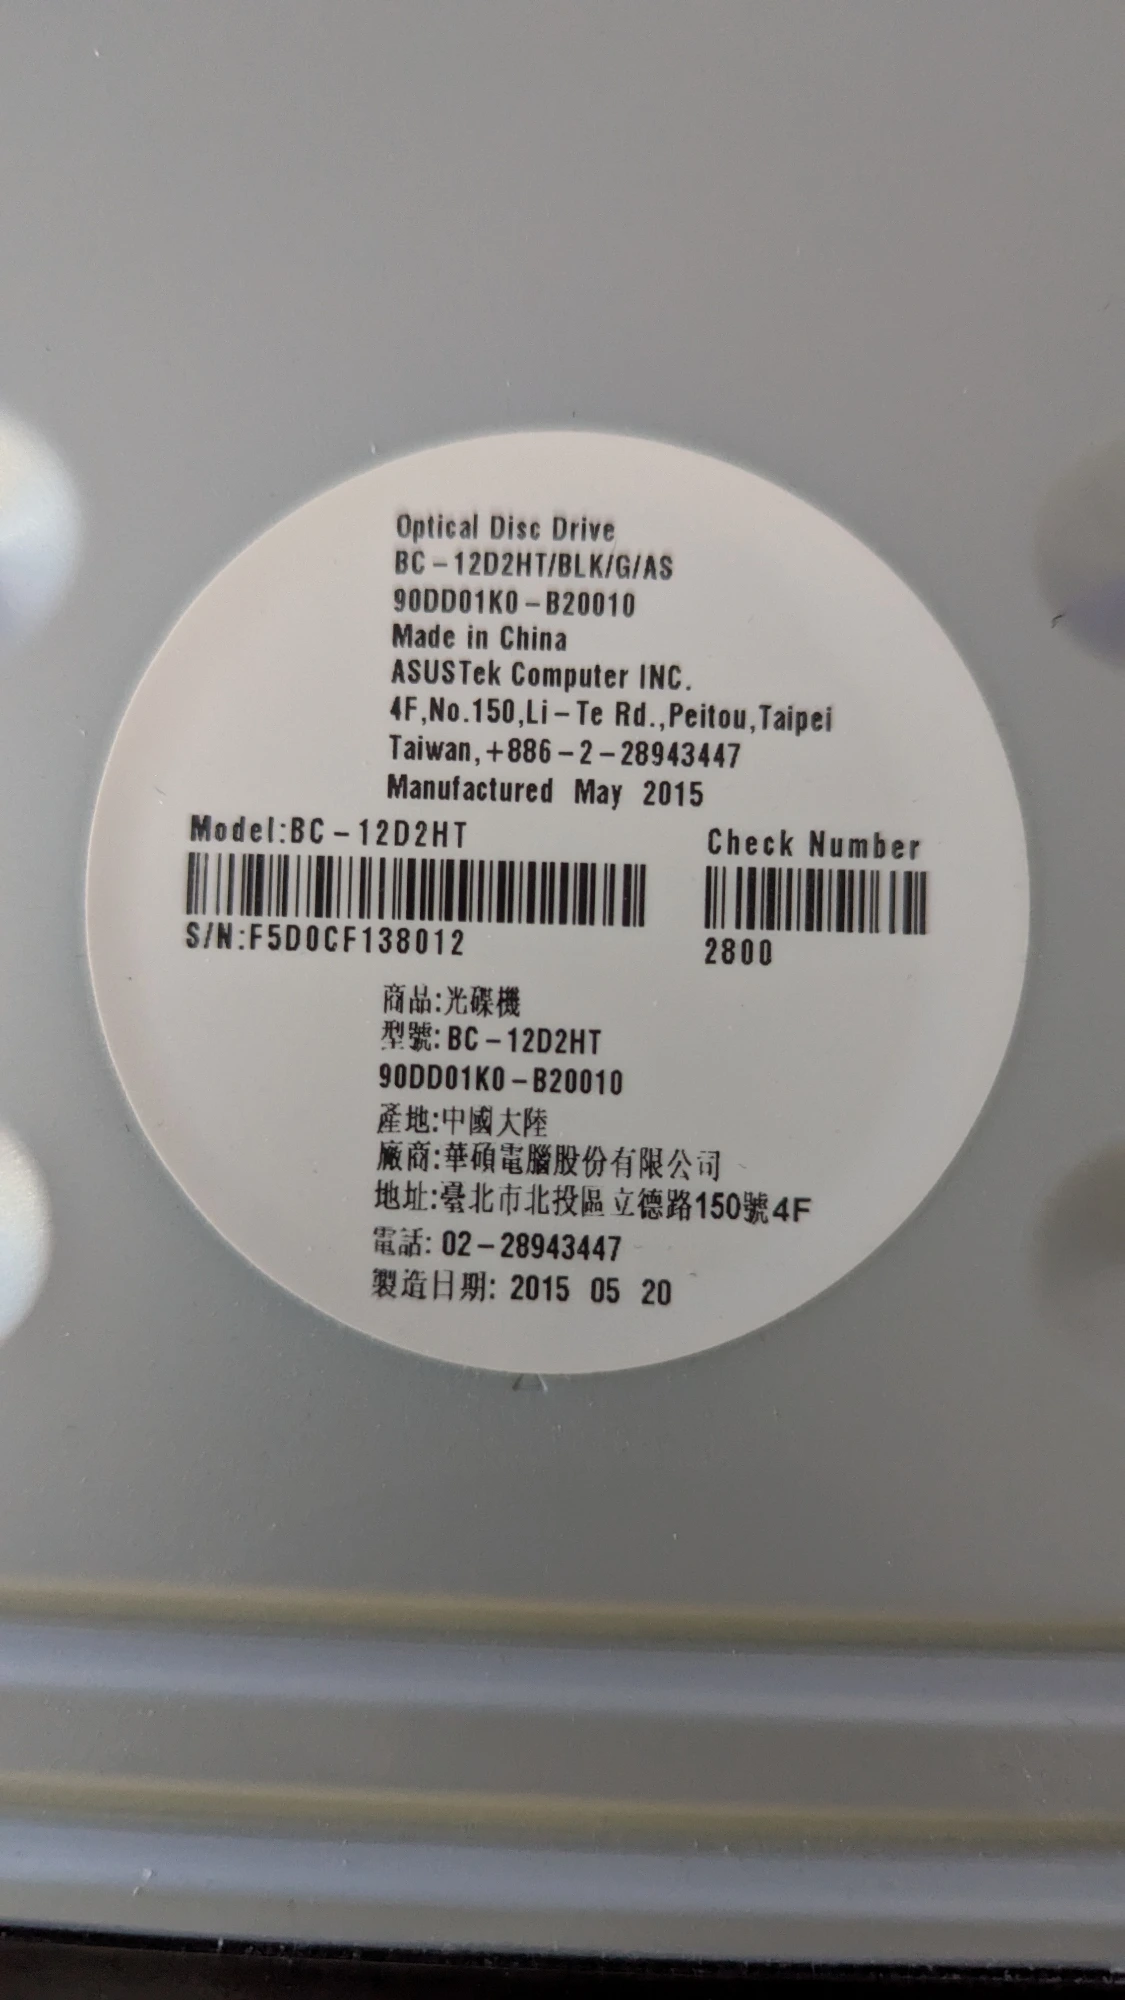 Optical Disc Drive
BC-12D2HT/BLK/G/AS
90DD01K0-B20010
Made in China
ASUSTek Computer INC.
4F,No.150,Li-Te Rd.,Peitou,Taipei
Taiwan,+886-2-28943447
Manufactured May 2015
Model:BC-12D2HT
S/N:F5D0CF138012
Check Number
2800
商品:光碟機
型號:BC-12D2HT
90DD01K0-B20010
產地:中國大陸
廠商:華碩電腦股份有限公司
地址:臺北市北投區立德路150號4F
電話: 02-28943447
製造日期: 2015 05 20